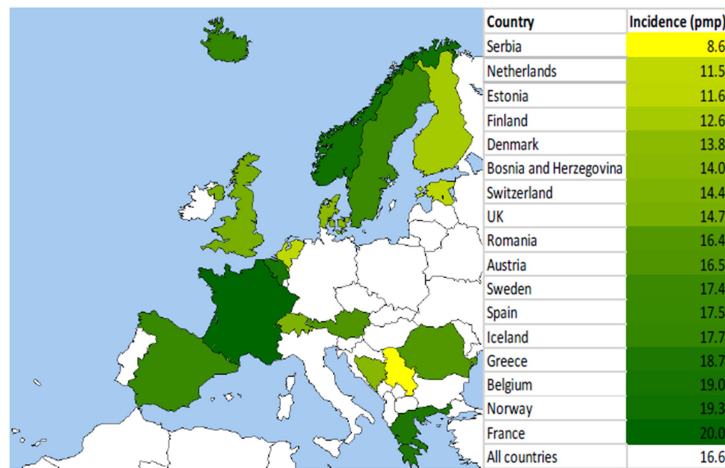 Country Incidence (pmp)
Serbia 8.6
Netherlands 11.5
Estonia 11.6
Finland 12.6
Denmark 13.8
Bosnia and Herzegovina 14.0
Switzerland 14.4
UK 14.7
Romania 16.4
Austria 16.5
Sweden 17.4
Spain 17.5
Iceland 17.7
Greece 18.7
Belgium 19.0
Norway 19.3
France 20.0
All countries 16.6